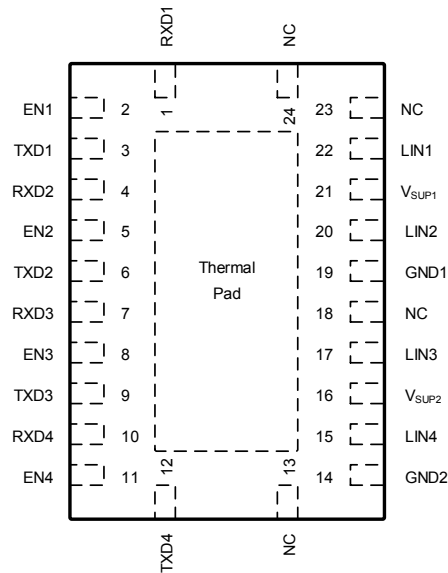 RXD1
NC
1
24
EN1 2 23 NC
TXD1 3 22 LIN1
RXD2 4 21 VSUP1
EN2 5 20 LIN2
TXD2 6 19 GND1
Thermal
Pad
RXD3 7 18 NC
EN3 8 17 LIN3
TXD3 9 16 VSUP2
RXD4 10 15 LIN4
EN4 11 14 GND2
12
13
TXD4
NC